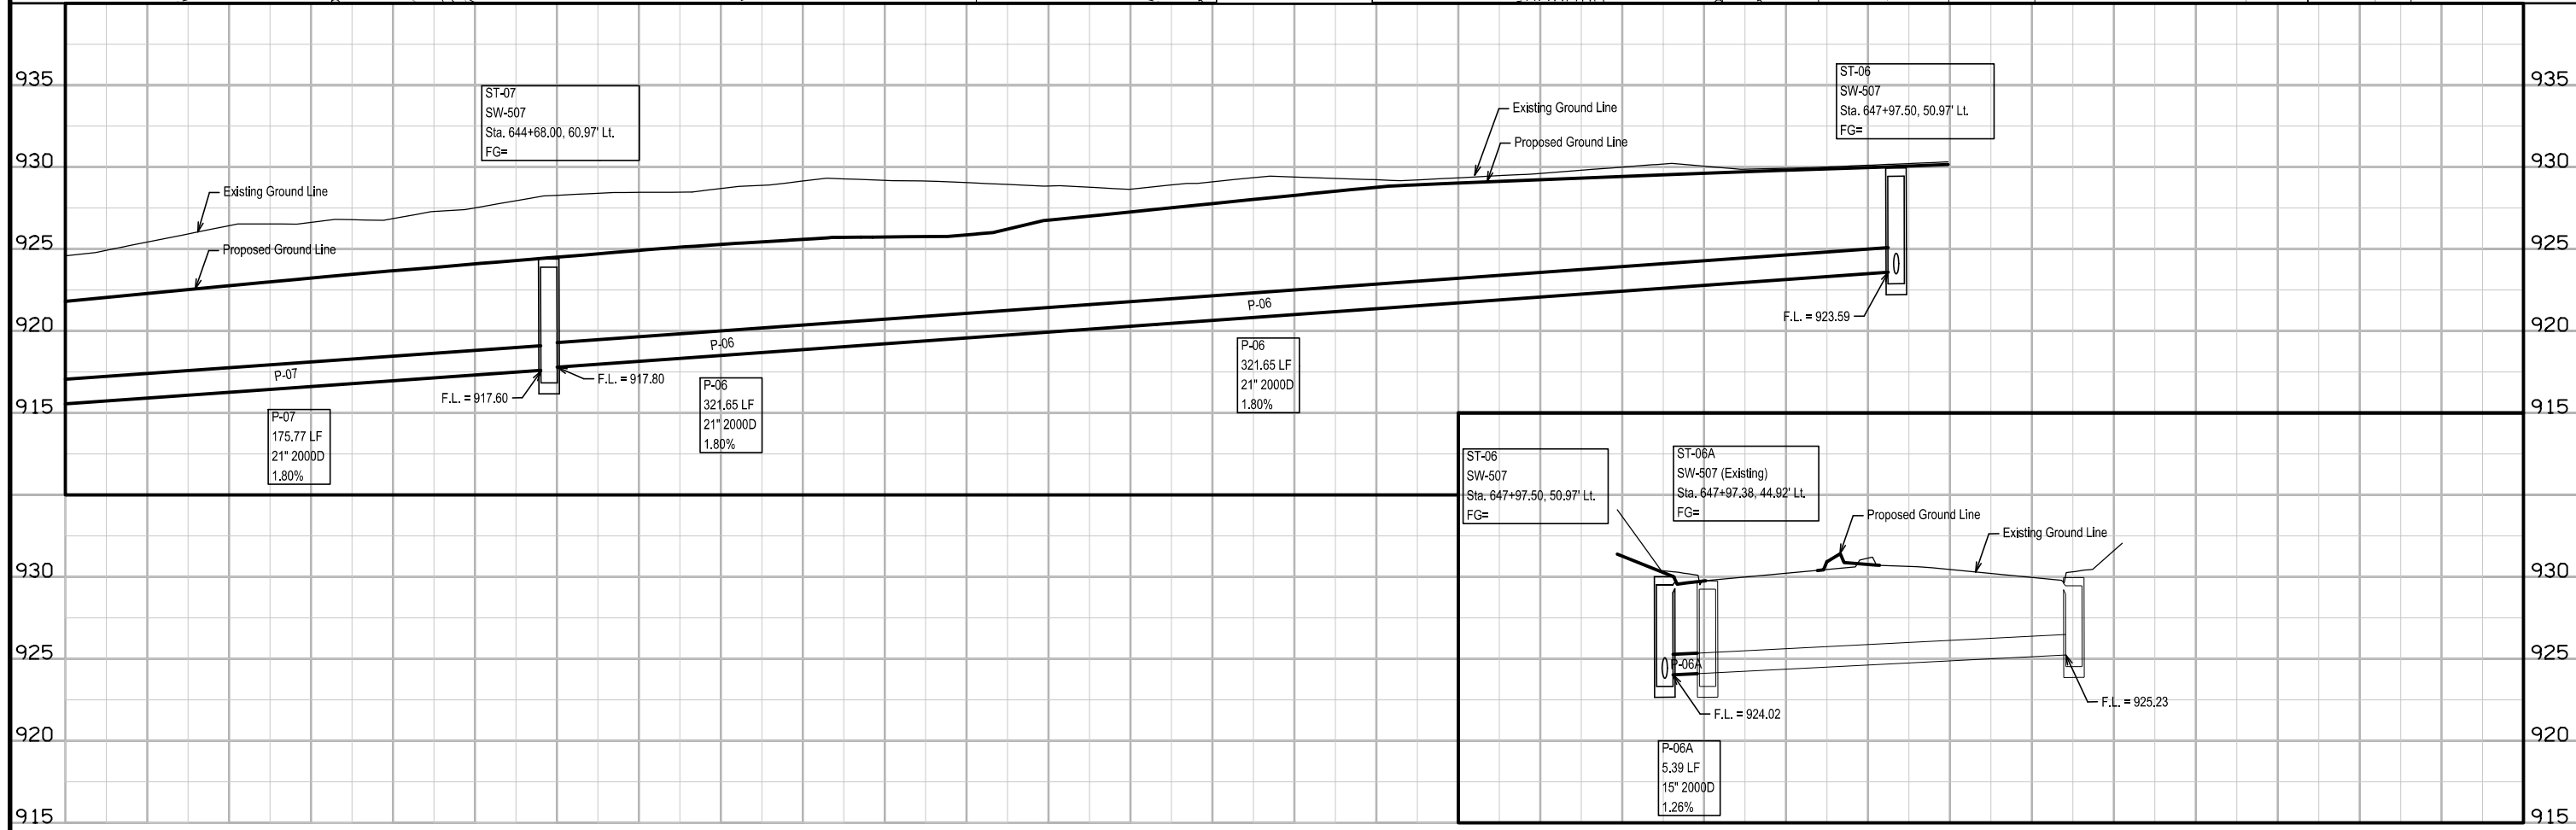 935
930
925
920
915
ST-07
SW-507
Sta. 644+68.00, 60.97' Lt.
FG=
ST-06
SW-507
Sta. 647+97.50, 50.97' Lt.
FG=
935
930
925
920
915
Existing Ground Line
Proposed Ground Line
Existing Ground Line
Proposed Ground Line
P-07
P-06
P-06
F.L. = 917.60
F.L. = 917.80
F.L. = 923.59
P-07
175.77 LF
21" 2000D
1.80%
P-06
321.65 LF
21" 2000D
1.80%
P-06
321.65 LF
21" 2000D
1.80%
930
925
920
915
ST-06
SW-507
Sta. 647+97.50, 50.97' Lt.
FG=
ST-06A
SW-507 (Existing)
Sta. 647+97.38, 44.92' Lt.
FG=
Proposed Ground Line
Existing Ground Line
P-06A
F.L. = 924.02
F.L. = 925.23
P-06A
5.39 LF
15" 2000D
1.26%
930
925
920
915